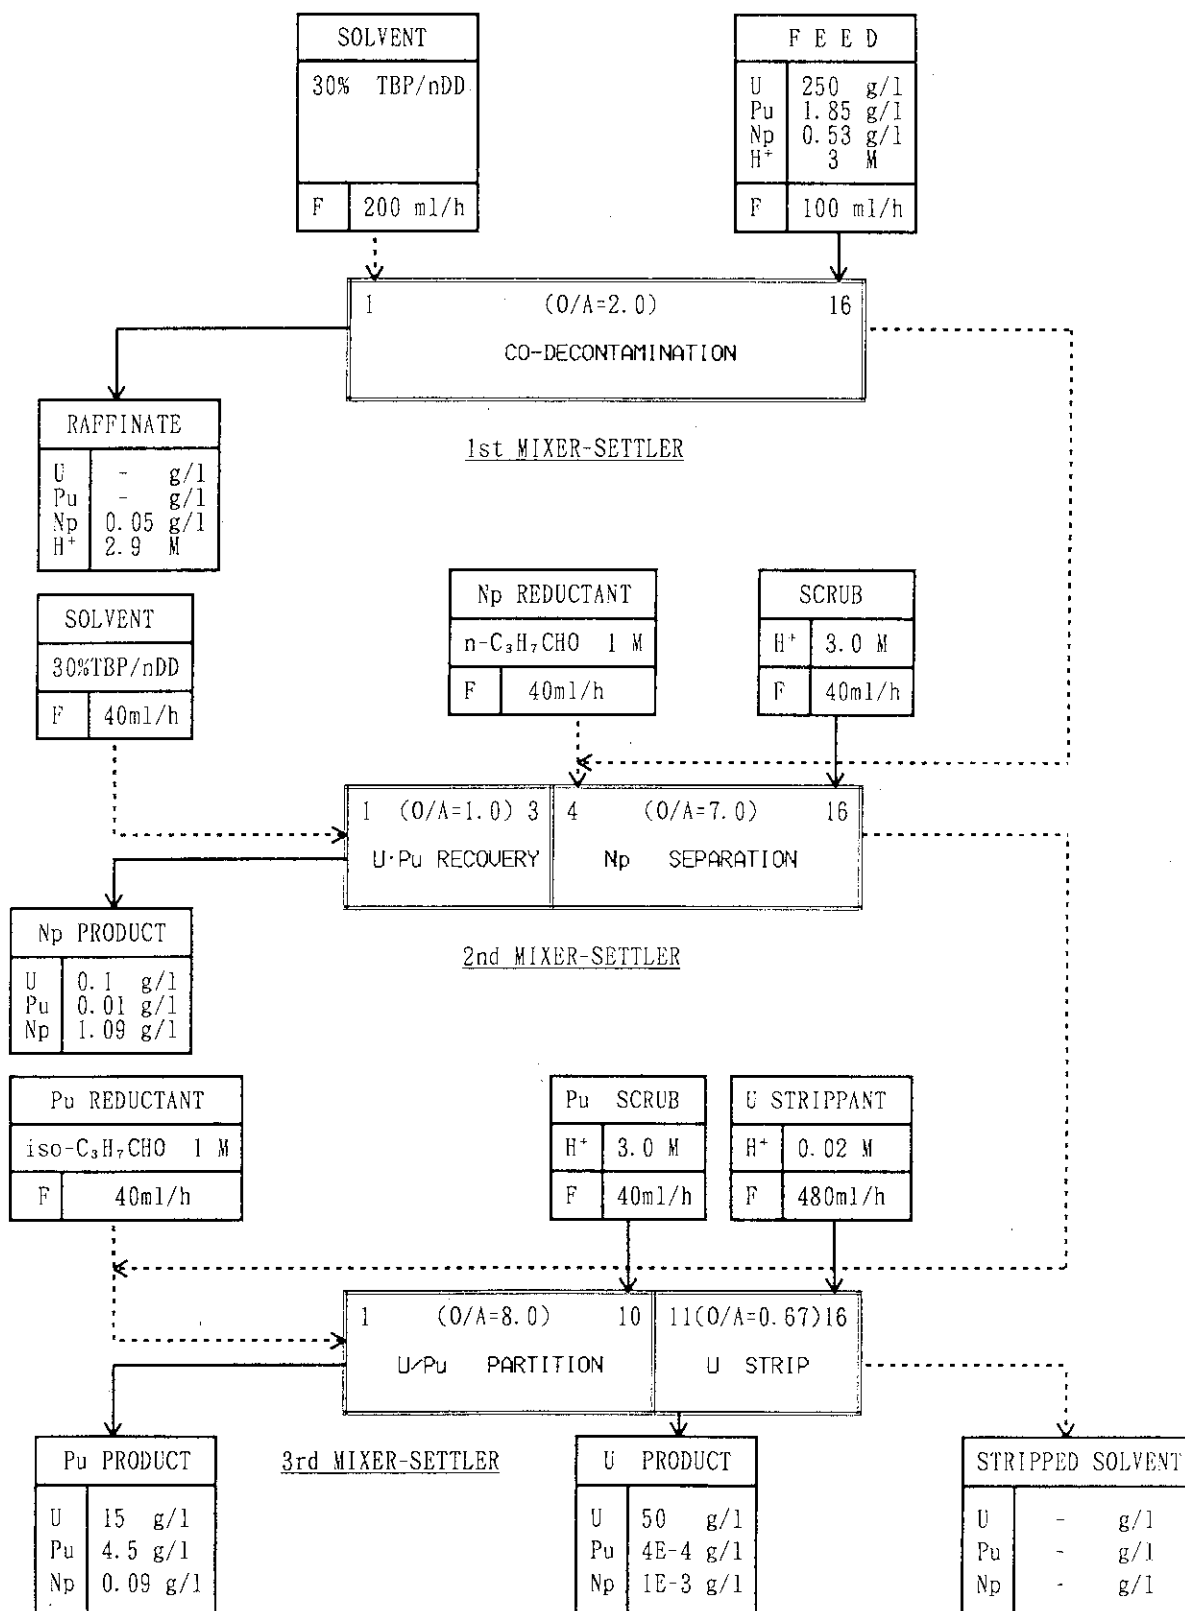 SOLVENT
30% TBP/nDD
F 200 ml/h
F E E D
U 250 g/l
Pu 1.85 g/l
Np 0.53 g/l
H⁺ 3 M
F 100 ml/h
1 (O/A=2.0) 16
CO-DECONTAMINATION
1st MIXER-SETTLER
RAFFINATE
U - g/l
Pu - g/l
Np 0.05 g/l
H⁺ 2.9 M
SOLVENT
30%TBP/nDD
F 40ml/h
Np REDUCTANT
n-C₃H₇CHO 1 M
F 40ml/h
SCRUB
H⁺ 3.0 M
F 40ml/h
1 (O/A=1.0) 3 4 (O/A=7.0) 16
U·Pu RECOVERY Np SEPARATION
2nd MIXER-SETTLER
Np PRODUCT
U 0.1 g/l
Pu 0.01 g/l
Np 1.09 g/l
Pu REDUCTANT
iso-C₃H₇CHO 1 M
F 40ml/h
Pu SCRUB
H⁺ 3.0 M
F 40ml/h
U STRIPPANT
H⁺ 0.02 M
F 480ml/h
1 (O/A=8.0) 10 11(O/A=0.67)16
U/Pu PARTITION U STRIP
3rd MIXER-SETTLER
Pu PRODUCT
U 15 g/l
Pu 4.5 g/l
Np 0.09 g/l
U PRODUCT
U 50 g/l
Pu 4E-4 g/l
Np 1E-3 g/l
STRIPPED SOLVENT
U - g/l
Pu - g/l
Np - g/l